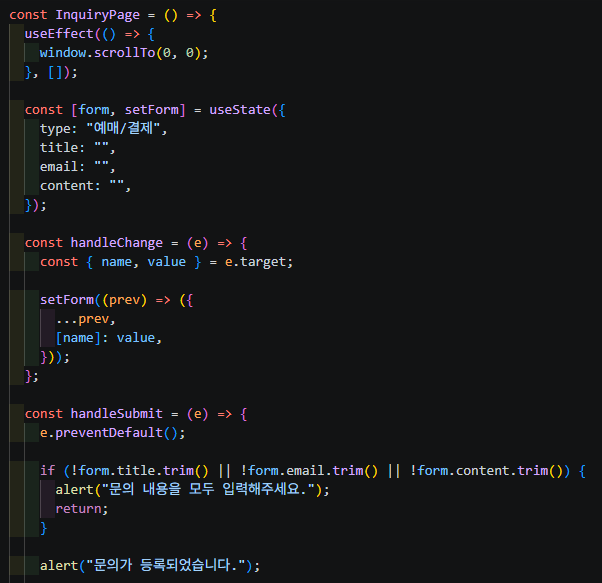 const InquiryPage = () => {
  useEffect(() => {
    window.scrollTo(0, 0);
  }, []);

  const [form, setForm] = useState({
    type: "예매/결제",
    title: "",
    email: "",
    content: "",
  });

  const handleChange = (e) => {
    const { name, value } = e.target;

    setForm((prev) => ({
      ...prev,
      [name]: value,
    }));
  };

  const handleSubmit = (e) => {
    e.preventDefault();

    if (!form.title.trim() || !form.email.trim() || !form.content.trim()) {
      alert("문의 내용을 모두 입력해주세요.");
      return;
    }

    alert("문의가 등록되었습니다.");